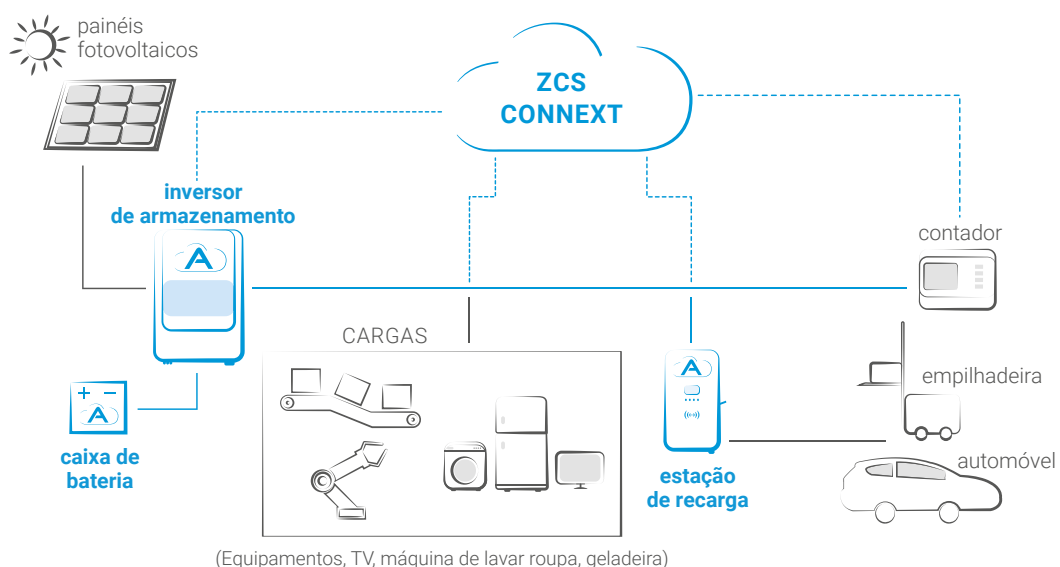 painéis
fotovoltaicos
ZCS
CONNEXT
inversor
de armazenamento
contador
CARGAS
empilhadeira
caixa de
bateria
estação
de recarga
automóvel
(Equipamentos, TV, máquina de lavar roupa, geladeira)